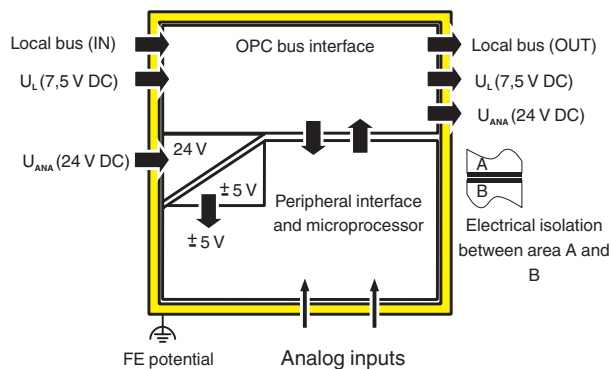 Local bus (IN)
OPC bus interface
Local bus (OUT)
UL (7,5 V DC)
UL (7,5 V DC)
UANA (24 V DC)
UANA (24 V DC)
24 V
± 5 V
± 5 V
Peripheral interface
and microprocessor
A
B
Electrical isolation
between area A and
B
FE potential
Analog inputs